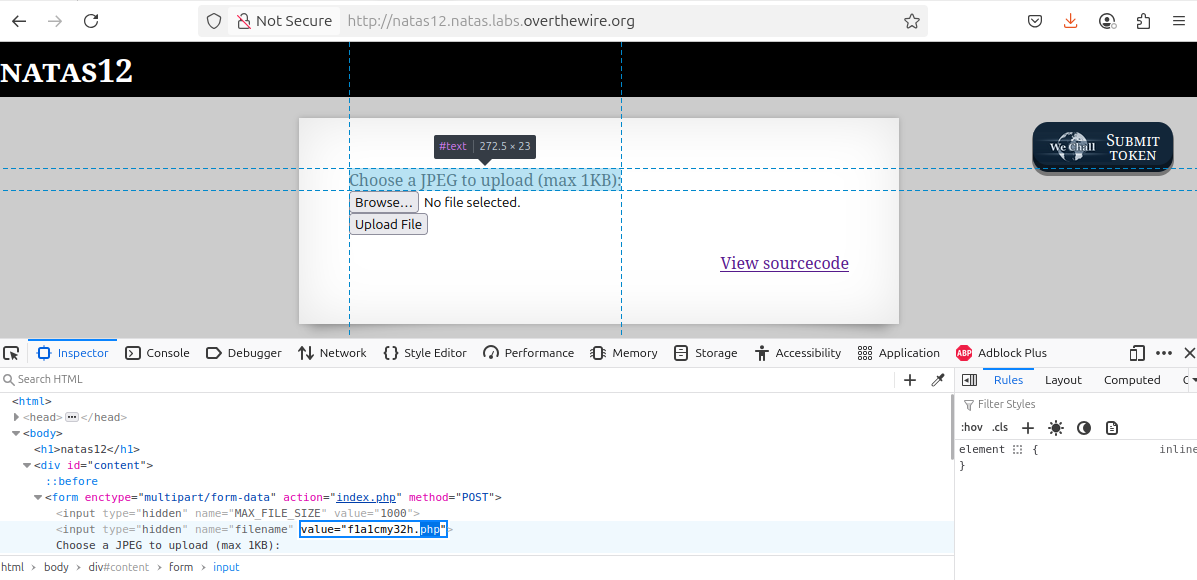 Not Secure http://natas12.natas.labs.overthewire.org
NATAS12
#text 272.5 × 23
We Chall SUBMIT TOKEN
Choose a JPEG to upload (max 1KB):
Browse... No file selected.
Upload File
View sourcecode
Inspector Console Debugger Network Style Editor Performance Memory Storage Accessibility Application ABP Adblock Plus
Search HTML
Rules Layout Computed C
<html>
<head> ••• </head>
Filter Styles
<body>
:hov .cls
<h1>natas12</h1>
element { inline
<div id="content">
}
::before
<form enctype="multipart/form-data" action="index.php" method="POST">
<input type="hidden" name="MAX_FILE_SIZE" value="1000">
<input type="hidden" name="filename" value="f1a1cmy32h.php">
Choose a JPEG to upload (max 1KB):
html > body > div#content > form > input